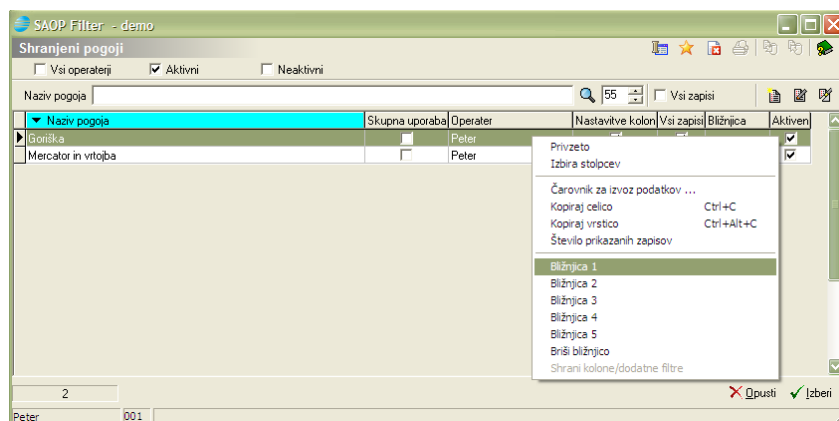 SAOP Filter - demo
Shranjeni pogoji
Vsi operaterji Aktivni Neaktivni
Naziv pogoja 55 Vsi zapisi
Naziv pogoja Skupna uporaba Operater Nastavitve kolon Vsi zapisi Bližnjica Aktiven
Goriška Peter
Mercator in vrtojba Peter
Privzeto
Izbira stolpcev
Čarovnik za izvoz podatkov ...
Kopiraj celico Ctrl+C
Kopiraj vrstico Ctrl+Alt+C
Število prikazanih zapisov
Bližnjica 1
Bližnjica 2
Bližnjica 3
Bližnjica 4
Bližnjica 5
Briši bližnjico
Shrani kolone/dodatne filtre
2 Opusti Izberi
Peter 001